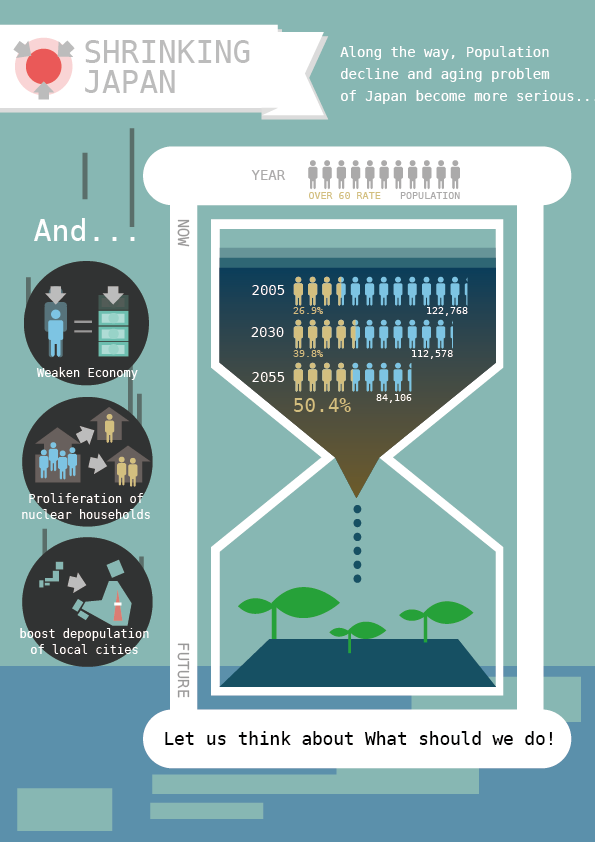 SHRINKING
JAPAN
Along the way, Population
decline and aging problem
of Japan become more serious...
YEAR
OVER 60 RATE POPULATION
NOW
And...
2005
26.9% 122,768
2030
39.8% 112,578
2055
84,106
50.4%
Weaken Economy
Proliferation of
nuclear households
boost depopulation
of local cities
FUTURE
Let us think about What should we do!